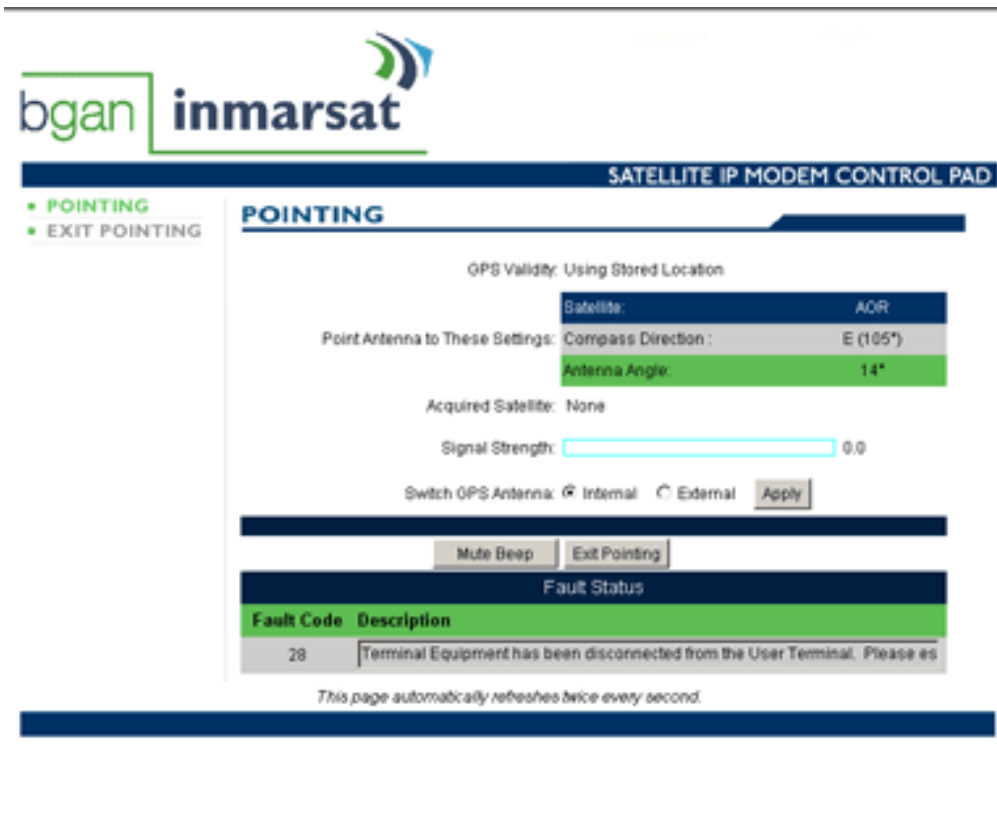 bgan inmarsat
SATELLITE IP MODEM CONTROL PAD
POINTING
EXIT POINTING
POINTING
GPS Validity: Using Stored Location
Satellite: AOR
Point Antenna to These Settings: Compass Direction : E (105°)
Antenna Angle: 14°
Acquired Satellite: None
Signal Strength: 0.0
Switch GPS Antenna: Internal External Apply
Mute Beep Exit Pointing
Fault Status
Fault Code Description
28 Terminal Equipment has been disconnected from the User Terminal. Please es
This page automatically refreshes twice every second.